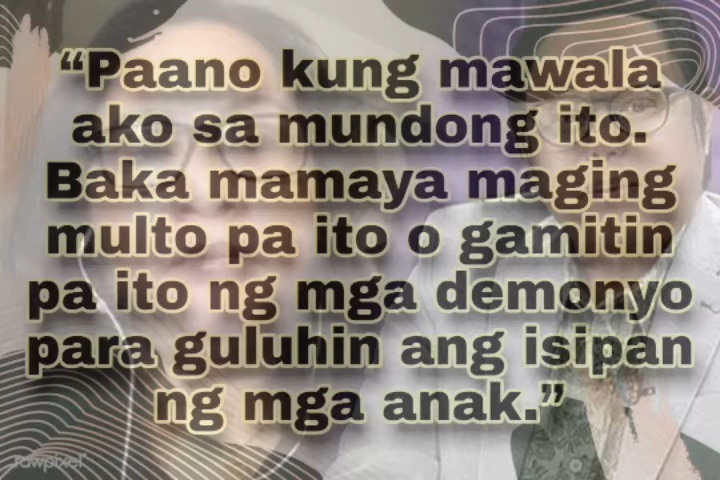 “Paano kung mawala
ako sa mundong ito.
Baka mamaya maging
multo pa ito o gamitin
pa ito ng mga demonyo
para guluhin ang isipan
ng mga anak.”
rawpixel